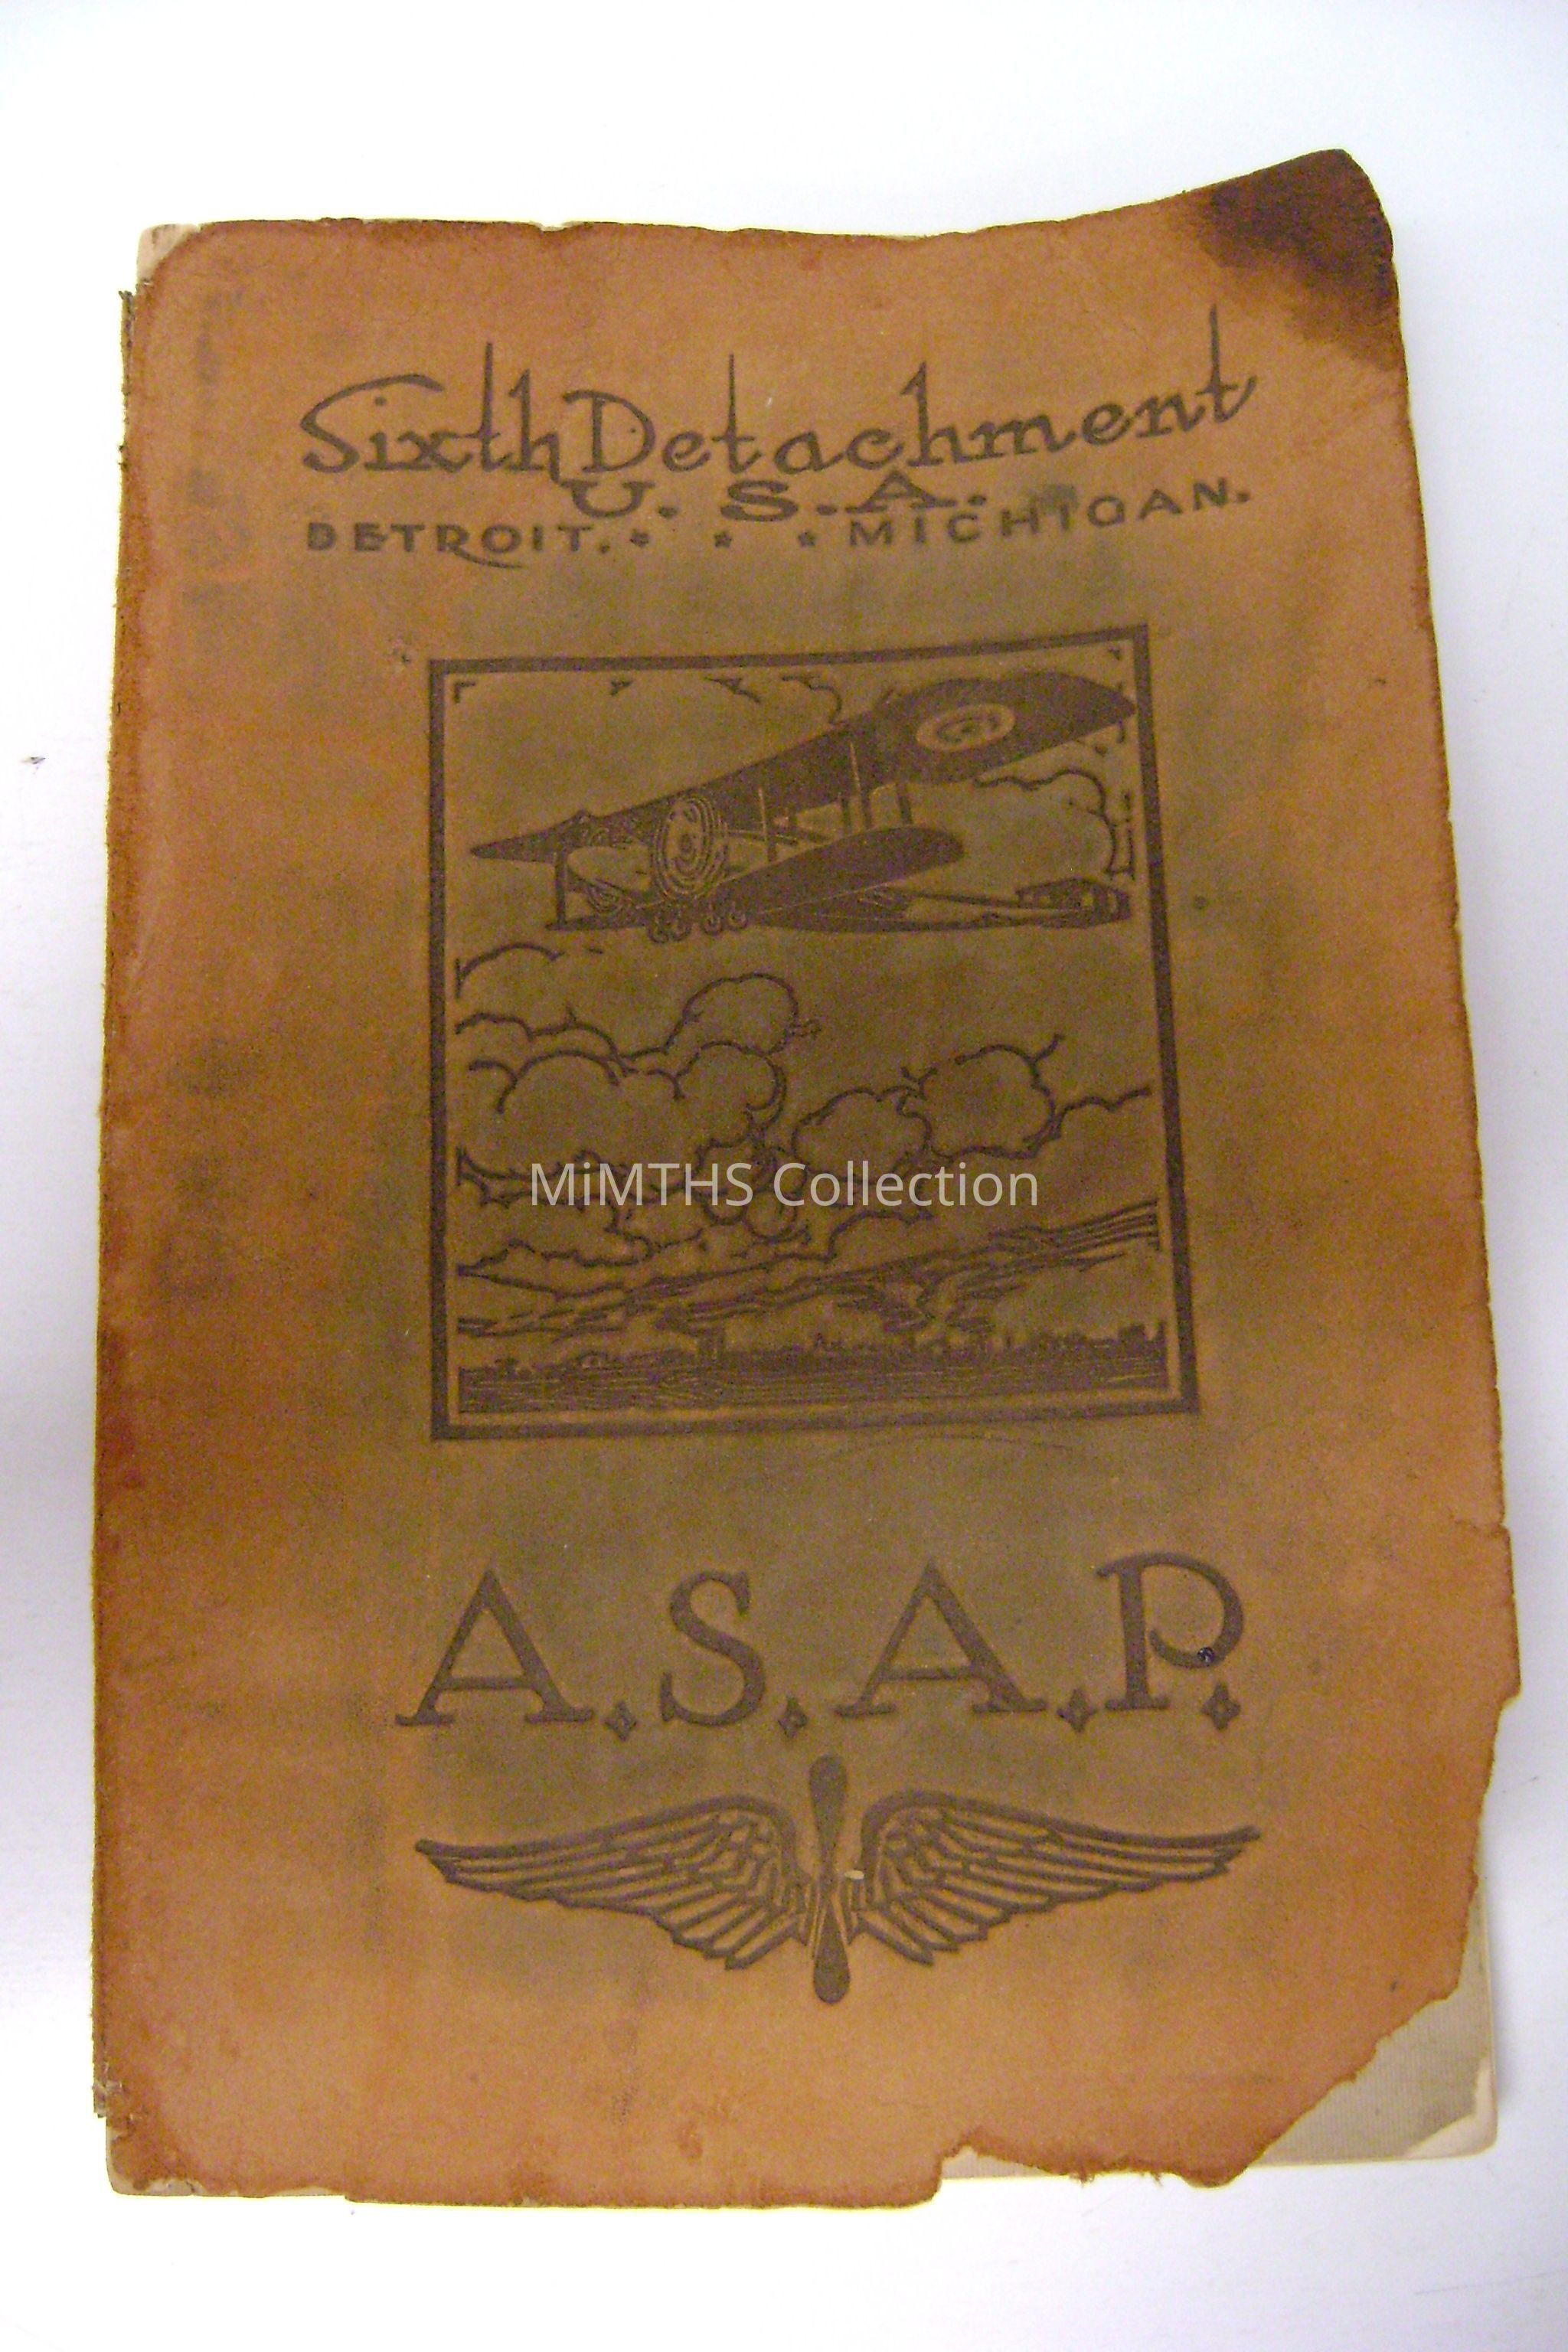 Sixth Detachment
U. S. A.
DETROIT. * * * MICHIGAN.
MiMTHS Collection
A.S.A.P.